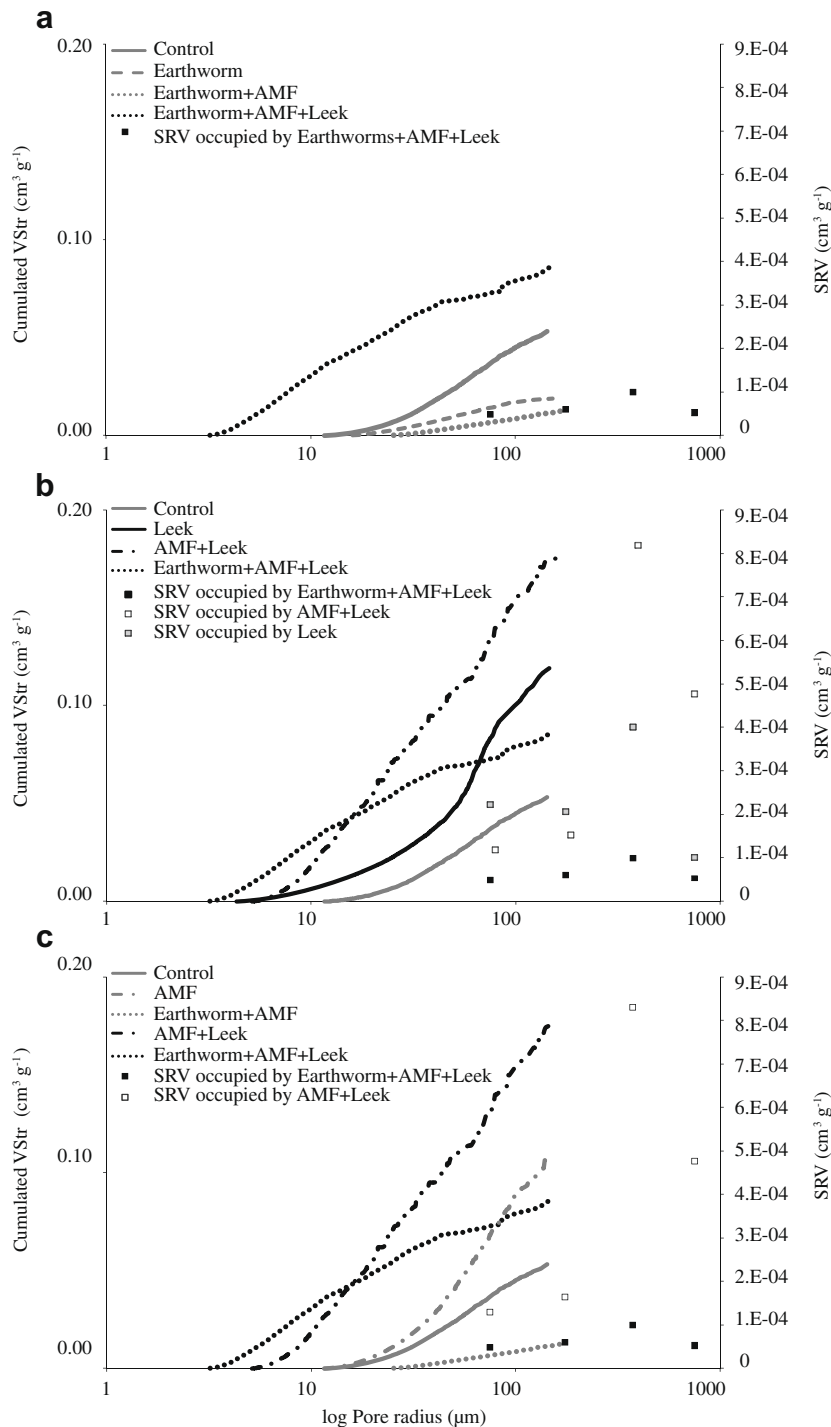 a
0.20
0.10
0.00
Cumulated VStr (cm³ g⁻¹)
Control
Earthworm
Earthworm+AMF
Earthworm+AMF+Leek
SRV occupied by Earthworms+AMF+Leek
9.E-04
8.E-04
7.E-04
6.E-04
5.E-04
4.E-04
3.E-04
2.E-04
1.E-04
0
SRV (cm³ g⁻¹)
1
10
100
1000
b
0.20
0.10
0.00
Cumulated VStr (cm³ g⁻¹)
Control
Leek
AMF+Leek
Earthworm+AMF+Leek
SRV occupied by Earthworm+AMF+Leek
SRV occupied by AMF+Leek
SRV occupied by Leek
9.E-04
8.E-04
7.E-04
6.E-04
5.E-04
4.E-04
3.E-04
2.E-04
1.E-04
0
SRV (cm³ g⁻¹)
1
10
100
1000
c
0.20
0.10
0.00
Cumulated VStr (cm³ g⁻¹)
Control
AMF
Earthworm+AMF
AMF+Leek
Earthworm+AMF+Leek
SRV occupied by Earthworm+AMF+Leek
SRV occupied by AMF+Leek
9.E-04
8.E-04
7.E-04
6.E-04
5.E-04
4.E-04
3.E-04
2.E-04
1.E-04
0
SRV (cm³ g⁻¹)
1
10
100
1000
log Pore radius (µm)